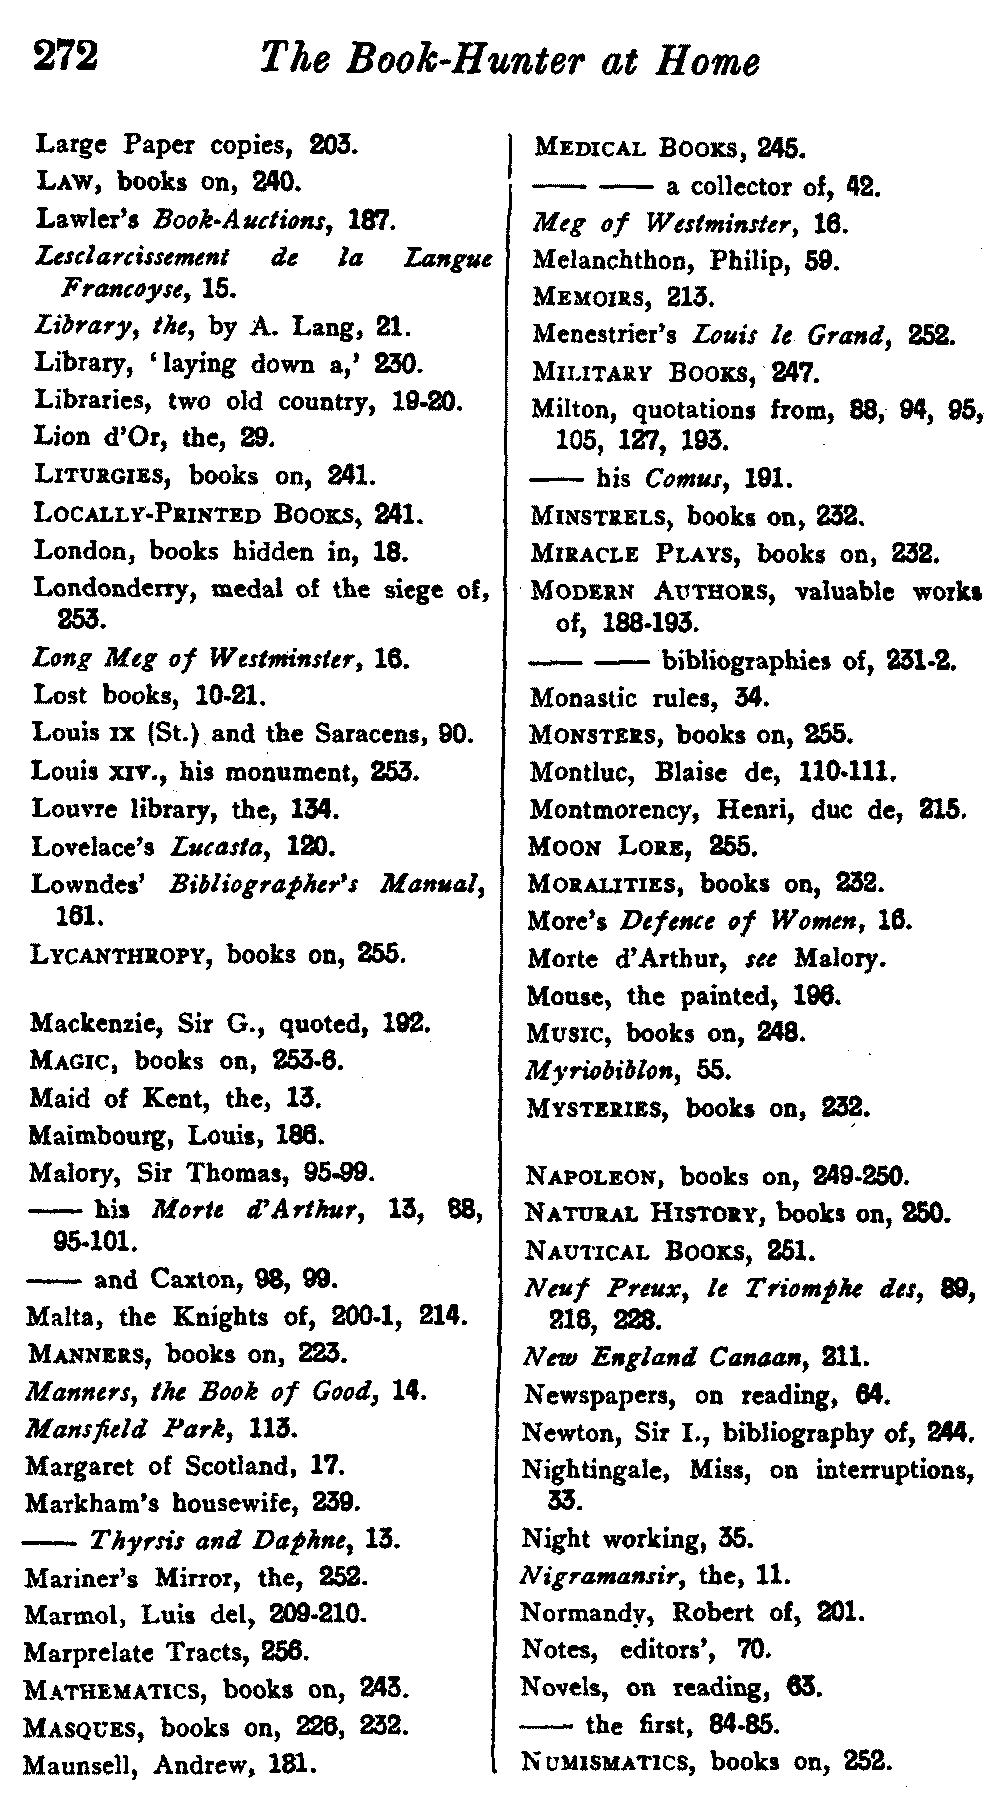 272 The Book-Hunter at Home
Large Paper copies, 203.
LAW, books on, 240.
Lawler's Book-Auctions, 187.
Lesclarcissement de la Langue
Francoyse, 15.
Library, the, by A. Lang, 21.
Library, 'laying down a,' 230.
Libraries, two old country, 19-20.
Lion d'Or, the, 29.
LITURGIES, books on, 241.
LOCALLY-PRINTED BOOKS, 241.
London, books hidden in, 18.
Londonderry, medal of the siege of,
253.
Long Meg of Westminster, 16.
Lost books, 10-21.
Louis IX (St.) and the Saracens, 90.
Louis XIV., his monument, 253.
Louvre library, the, 134.
Lovelace's Lucasta, 120.
Lowndes' Bibliographer's Manual,
161.
LYCANTHROPY, books on, 255.
Mackenzie, Sir G., quoted, 192.
MAGIC, books on, 253-6.
Maid of Kent, the, 13.
Maimbourg, Louis, 186.
Malory, Sir Thomas, 95-99.
—— his Morte d'Arthur, 13, 88,
95-101.
—— and Caxton, 98, 99.
Malta, the Knights of, 200-1, 214.
MANNERS, books on, 223.
Manners, the Book of Good, 14.
Mansfield Park, 113.
Margaret of Scotland, 17.
Markham's housewife, 239.
—— Thyrsis and Daphne, 13.
Mariner's Mirror, the, 252.
Marmol, Luis del, 209-210.
Marprelate Tracts, 256.
MATHEMATICS, books on, 243.
MASQUES, books on, 226, 232.
Maunsell, Andrew, 181.
MEDICAL BOOKS, 245.
—— —— a collector of, 42.
Meg of Westminster, 16.
Melanchthon, Philip, 59.
MEMOIRS, 213.
Menestrier's Louis le Grand, 252.
MILITARY BOOKS, 247.
Milton, quotations from, 88, 94, 95,
105, 127, 193.
—— his Comus, 191.
MINSTRELS, books on, 232.
MIRACLE PLAYS, books on, 232.
MODERN AUTHORS, valuable works
of, 188-193.
—— —— bibliographies of, 231-2.
Monastic rules, 34.
MONSTERS, books on, 255.
Montluc, Blaise de, 110-111.
Montmorency, Henri, duc de, 215.
MOON LORE, 255.
MORALITIES, books on, 232.
More's Defence of Women, 16.
Morte d'Arthur, see Malory.
Mouse, the painted, 196.
MUSIC, books on, 248.
Myriobiblon, 55.
MYSTERIES, books on, 232.
NAPOLEON, books on, 249-250.
NATURAL HISTORY, books on, 250.
NAUTICAL BOOKS, 251.
Neuf Preux, le Triomphe des, 89,
216, 228.
New England Canaan, 211.
Newspapers, on reading, 64.
Newton, Sir I., bibliography of, 244.
Nightingale, Miss, on interruptions,
33.
Night working, 35.
Nigramansir, the, 11.
Normandy, Robert of, 201.
Notes, editors', 70.
Novels, on reading, 63.
—— the first, 84-85.
NUMISMATICS, books on, 252.